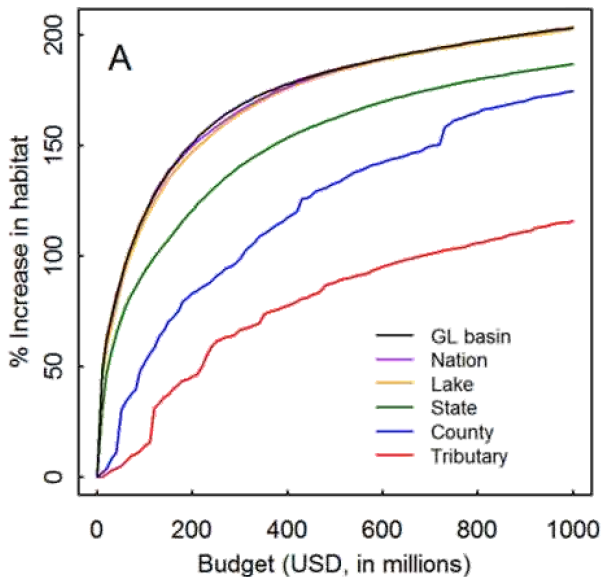 A
% Increase in habitat
200
150
100
50
0
GL basin
Nation
Lake
State
County
Tributary
0 200 400 600 800 1000
Budget (USD, in millions)